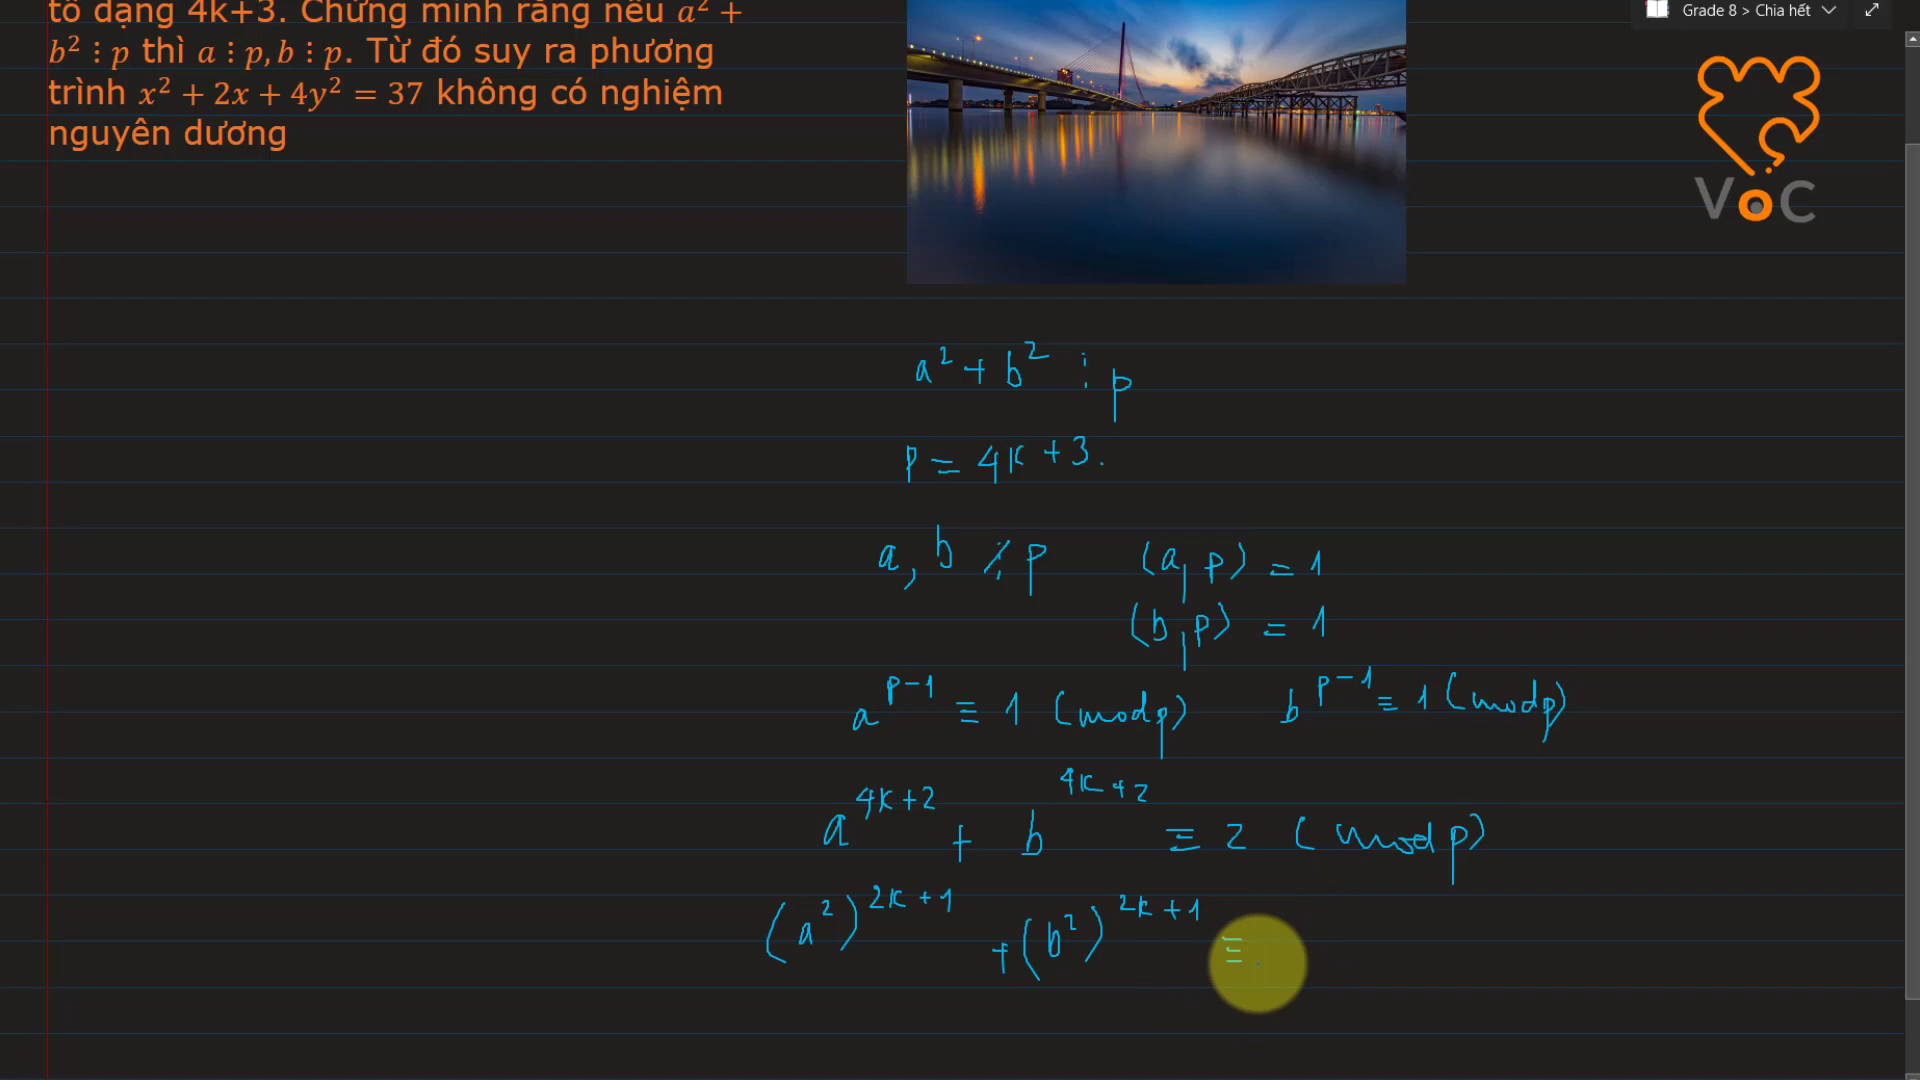 tố dạng 4k+3. Chứng minh rằng nếu a² +
b² ⋮ p thì a ⋮ p, b ⋮ p. Từ đó suy ra phương
trình x² + 2x + 4y² = 37 không có nghiệm
nguyên dương
Grade 8 > Chia hết
VOC
a² + b² ⋮ p
p = 4k + 3.
a, b ⋮̸ p (a, p) = 1
(b, p) = 1
a^(p-1) ≡ 1 (mod p) b^(p-1) ≡ 1 (mod p)
a^(4k+2) + b^(4k+2) ≡ 2 (mod p)
(a²)^(2k+1) + (b²)^(2k+1) ≡